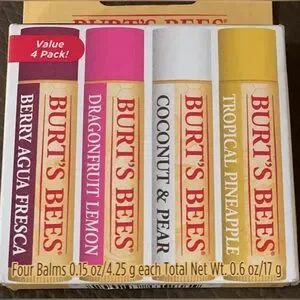 BURT'S BEES
Value
4 Pack!
BERRY AGUA FRESCA
BURT'S BEES
DRAGONFRUIT LEMON
BURT'S BEES
COCONUT & PEAR
BURT'S BEES
TROPICAL PINEAPPLE
BURT'S BEES
Four Balms 0.15 oz/4.25 g each Total Net Wt. 0.6 oz/17 g